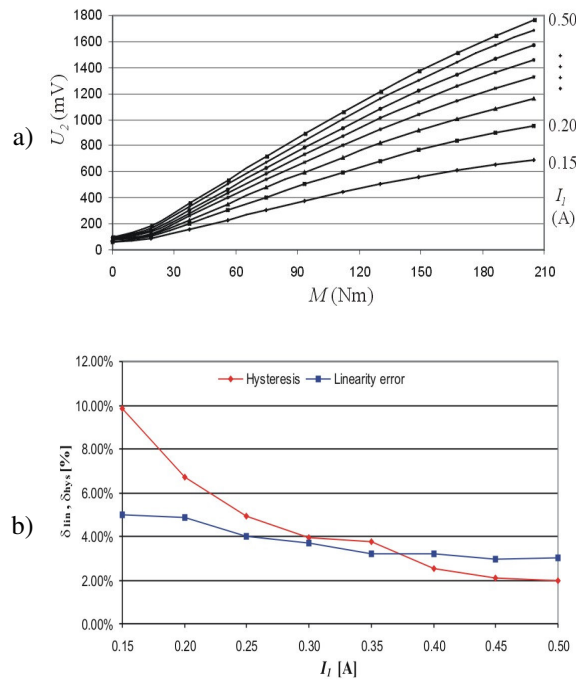 a)
U2 (mV)
1800
1600
1400
1200
1000
800
600
400
200
0
0 30 60 90 120 150 180 210
M (Nm)
0.50
0.20
0.15
I1
(A)
b)
δ lin , δhys [%]
12.00%
10.00%
8.00%
6.00%
4.00%
2.00%
0.00%
Hysteresis Linearity error
0.15 0.20 0.25 0.30 0.35 0.40 0.45 0.50
I1 [A]